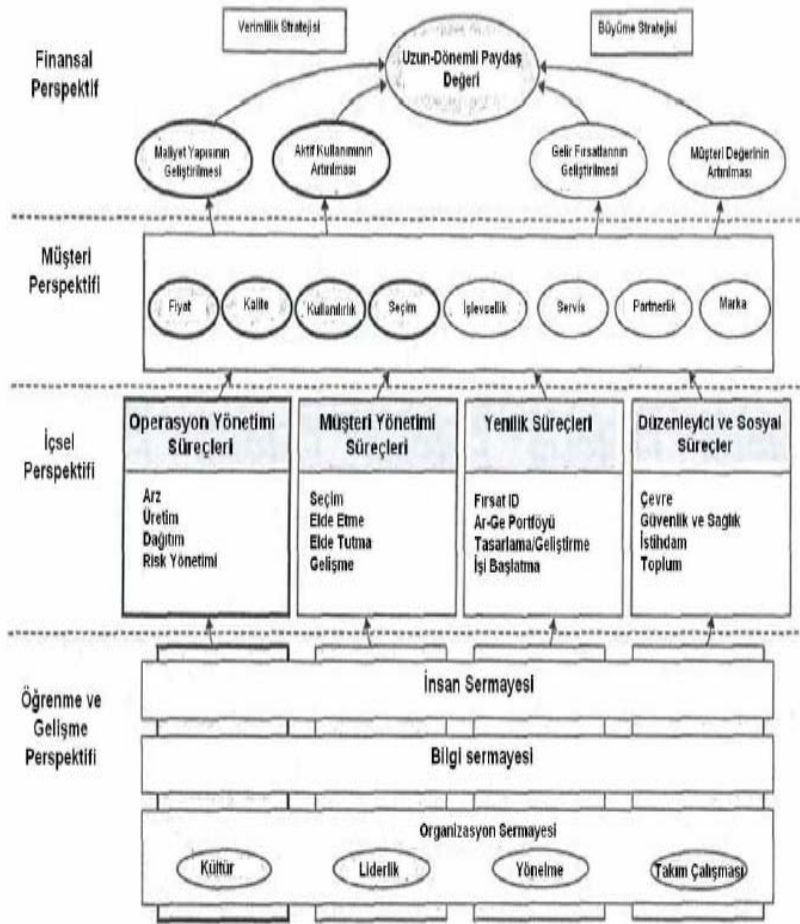 Verimlilik Stratejisi
Büyüme Stratejisi
Finansal
Perspektif
Uzun-Dönemli Paydaş
Değeri
Maliyet Yapısının
Geliştirilmesi
Aktif Kullanımının
Artırılması
Gelir Fırsatlarının
Geliştirilmesi
Müşteri Değerinin
Artırılması
Müşteri
Perspektifi
Fiyat
Kalite
Kullanılırlık
Seçim
İşlevsellik
Servis
Partnerlik
Marka
İçsel
Perspektifi
Operasyon Yönetimi
Süreçleri
Arz
Üretim
Dağıtım
Risk Yönetimi
Müşteri Yönetimi
Süreçleri
Seçim
Elde Etme
Elde Tutma
Gelişme
Yenilik Süreçleri
Fırsat ID
Ar-Ge Portföyü
Tasarlama/Geliştirme
İşi Başlatma
Düzenleyici ve Sosyal
Süreçler
Çevre
Güvenlik ve Sağlık
İstihdam
Toplum
Öğrenme ve
Gelişme
Perspektifi
İnsan Sermayesi
Bilgi sermayesi
Organizasyon Sermayesi
Kültür
Liderlik
Yönelme
Takım Çalışması